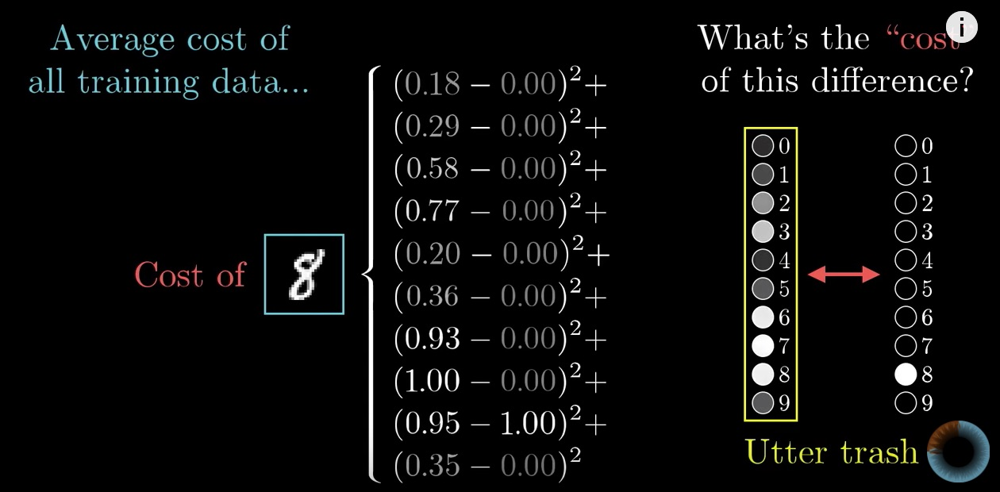 Average cost of
all training data...
What's the “cost”
of this difference?
i
Cost of
8
(0.18 − 0.00)²+
(0.29 − 0.00)²+
(0.58 − 0.00)²+
(0.77 − 0.00)²+
(0.20 − 0.00)²+
(0.36 − 0.00)²+
(0.93 − 0.00)²+
(1.00 − 0.00)²+
(0.95 − 1.00)²+
(0.35 − 0.00)²
0
1
2
3
4
5
6
7
8
9
0
1
2
3
4
5
6
7
8
9
Utter trash